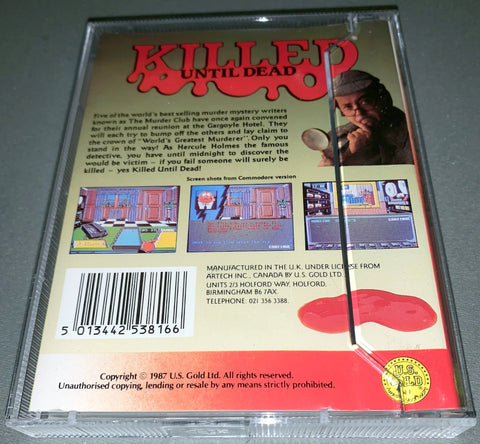 KILLED
UNTIL DEAD
Five of the world's best selling murder mystery writers
known as The Murder Club have once again convened
for their annual reunion at the Gargoyle Hotel. They
will each try to bump off the others and lay claim to
the crown of "World's Greatest Murderer". Only you
stand in the way! As Hercule Holmes the famous
detective, you have until midnight to discover the
would be victim – if you fail someone will surely be
killed – yes Killed Until Dead!
Screen shots from Commodore version
MANUFACTURED IN THE U.K. UNDER LICENSE FROM
ARTECH INC., CANADA BY U.S. GOLD LTD.
UNITS 2/3 HOLFORD WAY, HOLFORD,
BIRMINGHAM B6 7AX.
TELEPHONE: 021 356 3388.
5 013442 538166
Copyright © 1987 U.S. Gold Ltd. All rights reserved.
Unauthorised copying, lending or resale by any means strictly prohibited.
U.S.
GOLD